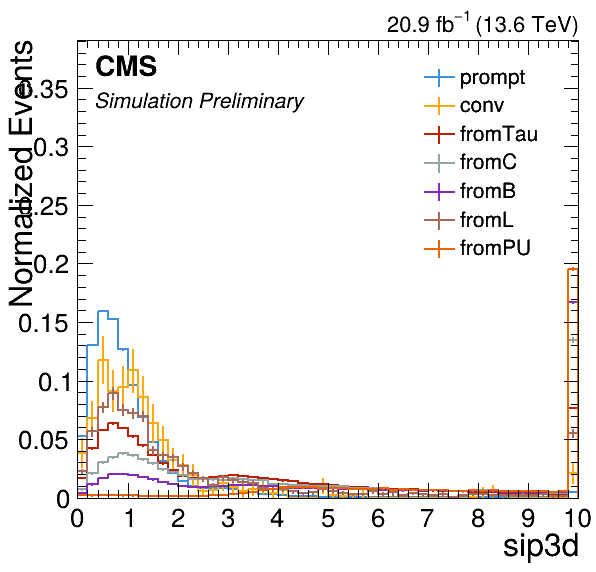 20.9 fb⁻¹ (13.6 TeV)
CMS
Simulation Preliminary
Normalized Events
prompt
conv
fromTau
fromC
fromB
fromL
fromPU
0.35
0.3
0.25
0.2
0.15
0.1
0.05
0
0 1 2 3 4 5 6 7 8 9 10
sip3d